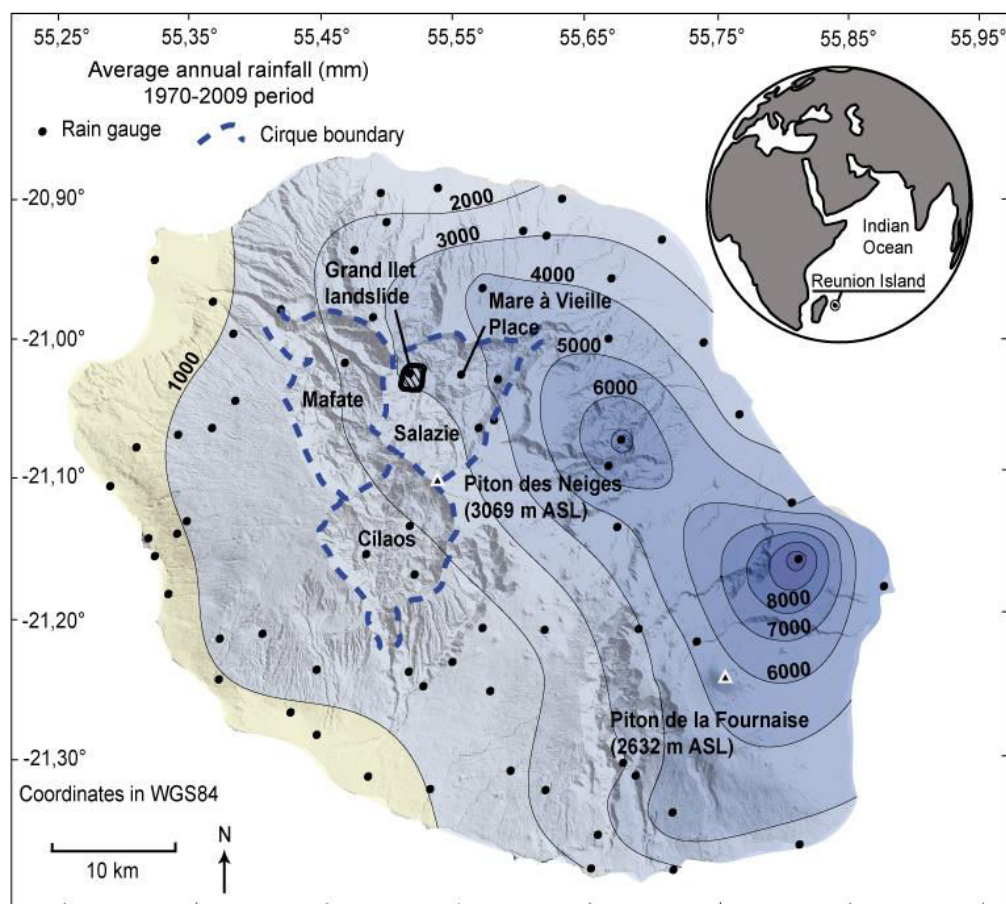 55,25° 55,35° 55,45° 55,55° 55,65° 55,75° 55,85° 55,95°
Average annual rainfall (mm)
1970-2009 period
Rain gauge
Cirque boundary
-20,90°
-21,00°
-21,10°
-21,20°
-21,30°
2000
3000
4000
5000
6000
1000
Grand Ilet
landslide
Mare à Vieille
Place
Mafate
Salazie
Piton des Neiges
(3069 m ASL)
Cilaos
8000
7000
6000
Piton de la Fournaise
(2632 m ASL)
Indian
Ocean
Reunion Island
Coordinates in WGS84
10 km
N